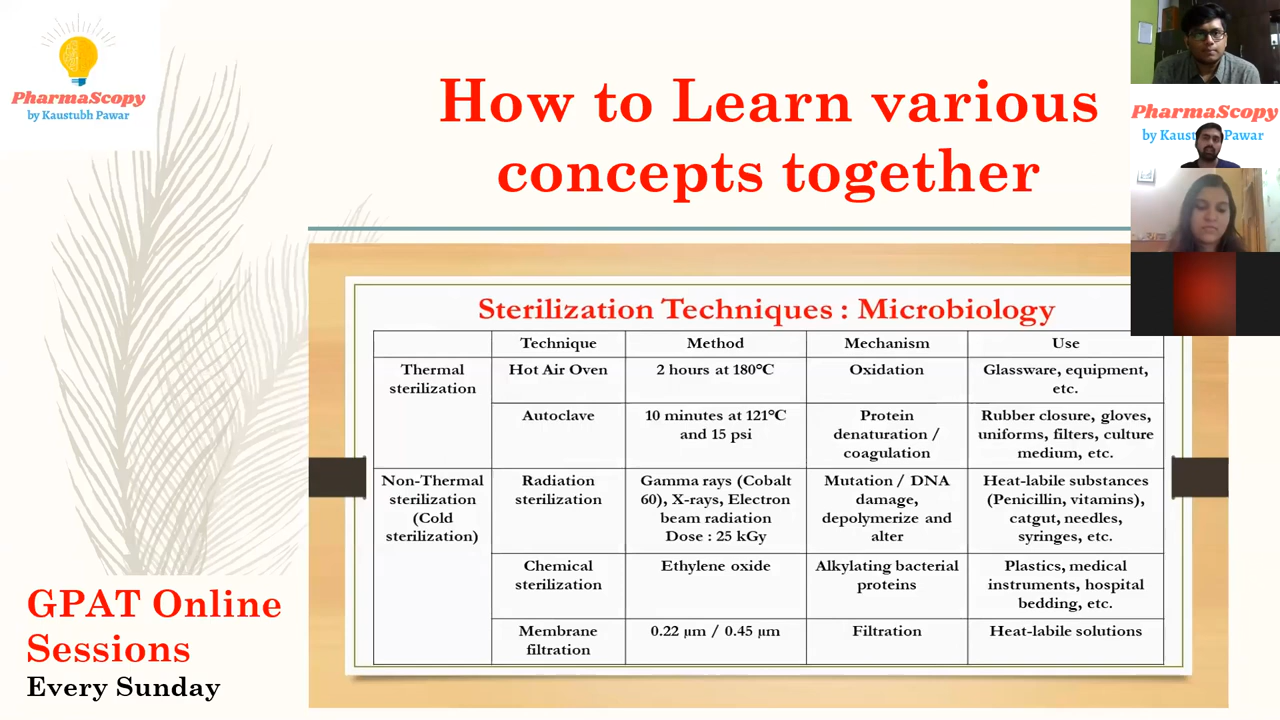 PharmaScopy
by Kaustubh Pawar
How to Learn various
concepts together
PharmaScopy
by Kaus Pawar
Sterilization Techniques : Microbiology
Technique Method Mechanism Use
Thermal
sterilization
Hot Air Oven
2 hours at 180°C
Oxidation
Glassware, equipment,
etc.
Autoclave
10 minutes at 121°C
and 15 psi
Protein
denaturation /
coagulation
Rubber closure, gloves,
uniforms, filters, culture
medium, etc.
Non-Thermal
sterilization
(Cold
sterilization)
Radiation
sterilization
Gamma rays (Cobalt
60), X-rays, Electron
beam radiation
Dose : 25 kGy
Mutation / DNA
damage,
depolymerize and
alter
Heat-labile substances
(Penicillin, vitamins),
catgut, needles,
syringes, etc.
Chemical
sterilization
Ethylene oxide
Alkylating bacterial
proteins
Plastics, medical
instruments, hospital
bedding, etc.
Membrane
filtration
0.22 µm / 0.45 µm
Filtration
Heat-labile solutions
GPAT Online
Sessions
Every Sunday